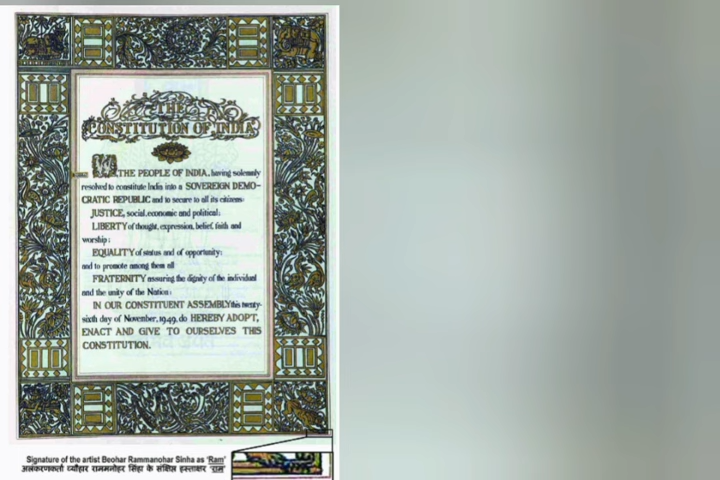 THE
CONSTITUTION OF INDIA
WE, THE PEOPLE OF INDIA, having solemnly
resolved to constitute India into a SOVEREIGN DEMO-
CRATIC REPUBLIC and to secure to all its citizens:
JUSTICE, social, economic and political;
LIBERTY of thought, expression, belief, faith and
worship;
EQUALITY of status and of opportunity;
and to promote among them all
FRATERNITY assuring the dignity of the individual
and the unity of the Nation;
IN OUR CONSTITUENT ASSEMBLY this twenty-
sixth day of November, 1949, do HEREBY ADOPT,
ENACT AND GIVE TO OURSELVES THIS
CONSTITUTION.
Signature of the artist Beohar Rammanohar Sinha as 'Ram'
अलंकरणकर्ता ब्यौहार राममनोहर सिंहा के संक्षिप्त हस्ताक्षर 'राम'